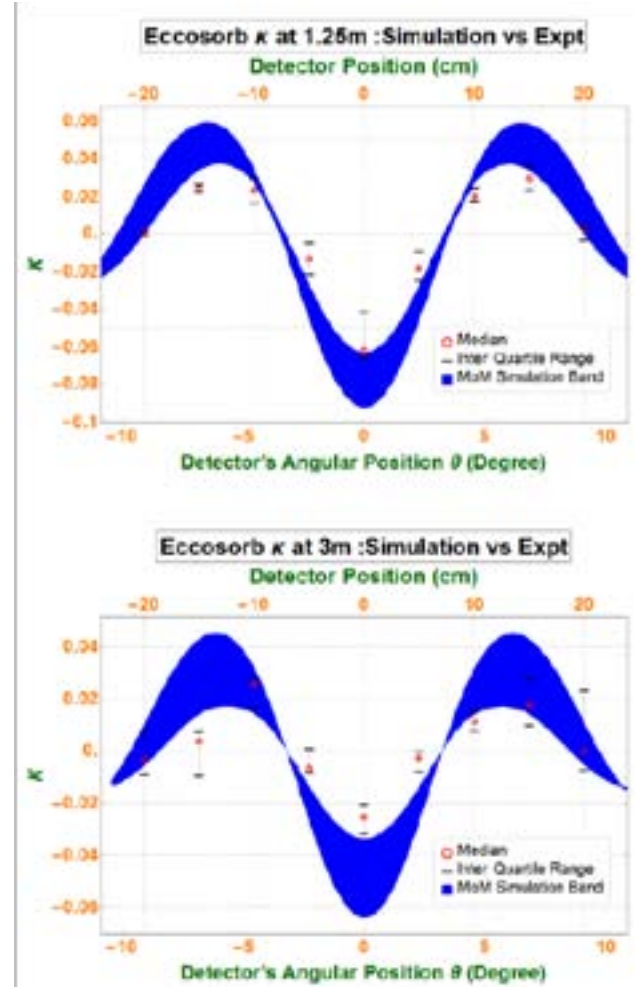 Eccosorb κ at 1.25m :Simulation vs Expt
Detector Position (cm)
-20 -10 0 10 20
0.06
0.04
0.02
0.
-0.02
-0.04
-0.06
-0.08
-0.1
κ
Median
Inter Quartile Range
MoM Simulation Band
-10 -5 0 5 10
Detector's Angular Position θ (Degree)
Eccosorb κ at 3m :Simulation vs Expt
Detector Position (cm)
-20 -10 0 10 20
0.04
0.02
0.
-0.02
-0.04
-0.06
κ
Median
Inter Quartile Range
MoM Simulation Band
-10 -5 0 5 10
Detector's Angular Position θ (Degree)